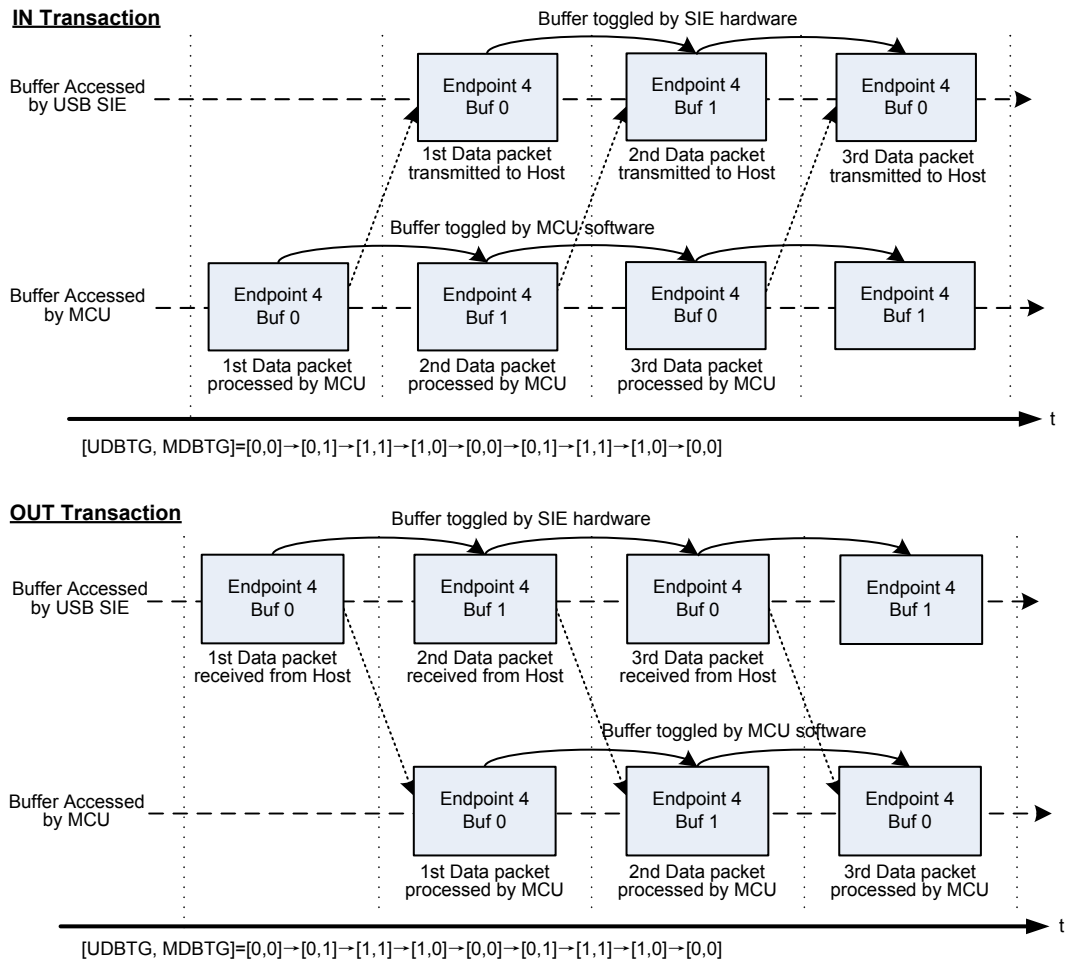 IN Transaction
Buffer toggled by SIE hardware
Buffer Accessed
by USB SIE
Endpoint 4
Buf 0
Endpoint 4
Buf 1
Endpoint 4
Buf 0
1st Data packet
transmitted to Host
2nd Data packet
transmitted to Host
3rd Data packet
transmitted to Host
Buffer toggled by MCU software
Buffer Accessed
by MCU
Endpoint 4
Buf 0
Endpoint 4
Buf 1
Endpoint 4
Buf 0
Endpoint 4
Buf 1
1st Data packet
processed by MCU
2nd Data packet
processed by MCU
3rd Data packet
processed by MCU
t
[UDBTG, MDBTG]=[0,0]→[0,1]→[1,1]→[1,0]→[0,0]→[0,1]→[1,1]→[1,0]→[0,0]
OUT Transaction
Buffer toggled by SIE hardware
Buffer Accessed
by USB SIE
Endpoint 4
Buf 0
Endpoint 4
Buf 1
Endpoint 4
Buf 0
Endpoint 4
Buf 1
1st Data packet
received from Host
2nd Data packet
received from Host
3rd Data packet
received from Host
Buffer toggled by MCU software
Buffer Accessed
by MCU
Endpoint 4
Buf 0
Endpoint 4
Buf 1
Endpoint 4
Buf 0
1st Data packet
processed by MCU
2nd Data packet
processed by MCU
3rd Data packet
processed by MCU
t
[UDBTG, MDBTG]=[0,0]→[0,1]→[1,1]→[1,0]→[0,0]→[0,1]→[1,1]→[1,0]→[0,0]